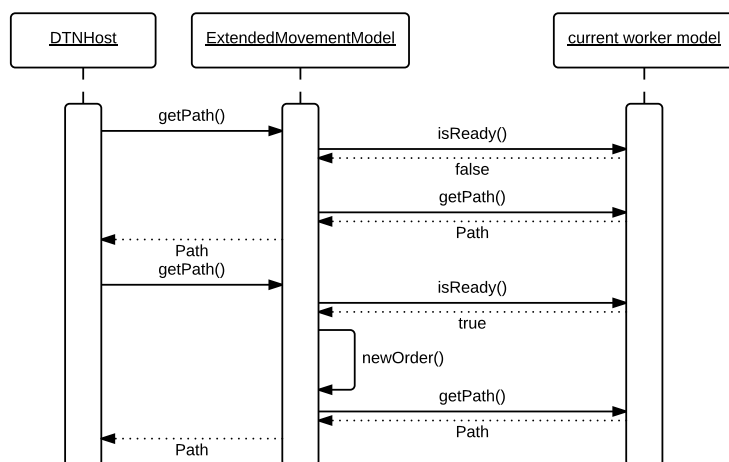 DTNHost
ExtendedMovementModel
current worker model
getPath()
isReady()
false
getPath()
Path
Path
getPath()
isReady()
true
newOrder()
getPath()
Path
Path